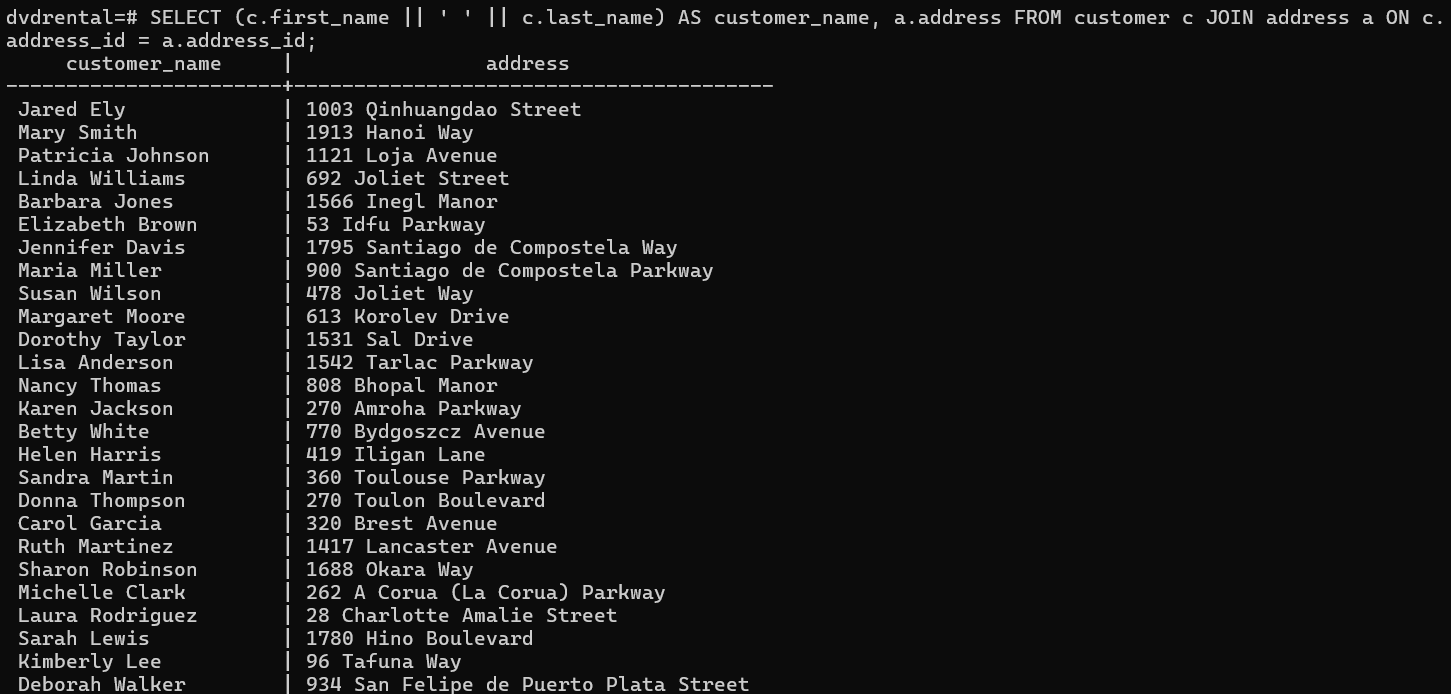 dvdrental=# SELECT (c.first_name || ' ' || c.last_name) AS customer_name, a.address FROM customer c JOIN address a ON c.
address_id = a.address_id;
     customer_name     |                address
-----------------------+----------------------------------------
 Jared Ely             | 1003 Qinhuangdao Street
 Mary Smith            | 1913 Hanoi Way
 Patricia Johnson      | 1121 Loja Avenue
 Linda Williams        | 692 Joliet Street
 Barbara Jones         | 1566 Inegl Manor
 Elizabeth Brown       | 53 Idfu Parkway
 Jennifer Davis        | 1795 Santiago de Compostela Way
 Maria Miller          | 900 Santiago de Compostela Parkway
 Susan Wilson          | 478 Joliet Way
 Margaret Moore        | 613 Korolev Drive
 Dorothy Taylor        | 1531 Sal Drive
 Lisa Anderson         | 1542 Tarlac Parkway
 Nancy Thomas          | 808 Bhopal Manor
 Karen Jackson         | 270 Amroha Parkway
 Betty White           | 770 Bydgoszcz Avenue
 Helen Harris          | 419 Iligan Lane
 Sandra Martin         | 360 Toulouse Parkway
 Donna Thompson        | 270 Toulon Boulevard
 Carol Garcia          | 320 Brest Avenue
 Ruth Martinez         | 1417 Lancaster Avenue
 Sharon Robinson       | 1688 Okara Way
 Michelle Clark        | 262 A Corua (La Corua) Parkway
 Laura Rodriguez       | 28 Charlotte Amalie Street
 Sarah Lewis           | 1780 Hino Boulevard
 Kimberly Lee          | 96 Tafuna Way
 Deborah Walker        | 934 San Felipe de Puerto Plata Street